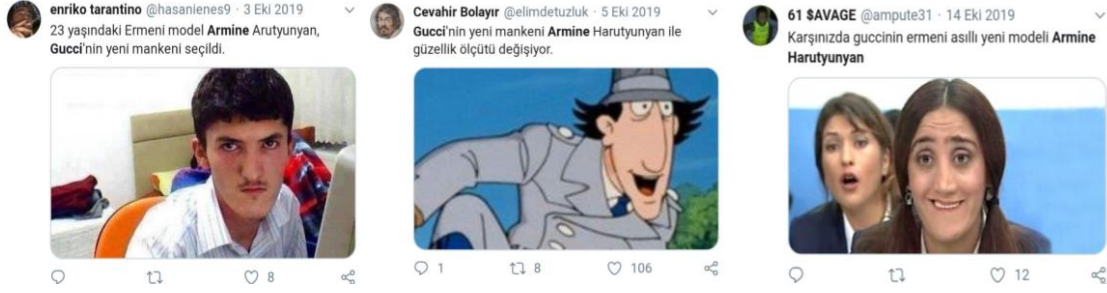 enriko tarantino @hasanienes9 · 3 Eki 2019
23 yaşındaki Ermeni model Armine Arutyunyan,
Gucci'nin yeni mankeni seçildi.
8
Cevahir Bolayır @elimdetuzluk · 5 Eki 2019
Gucci'nin yeni mankeni Armine Harutyunyan ile
güzellik ölçütü değişiyor.
1 8 106
61 $AVAGE @ampute31 · 14 Eki 2019
Karşınızda guccinin ermeni asıllı yeni modeli Armine
Harutyunyan
12